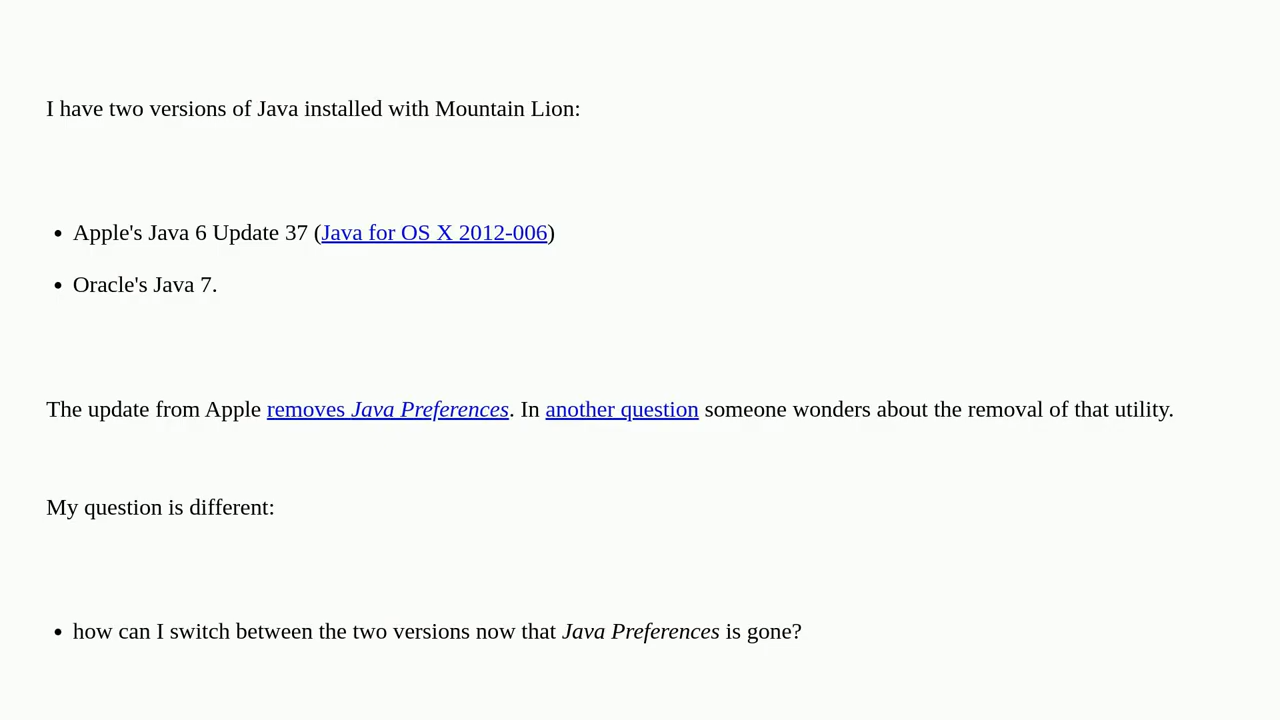 I have two versions of Java installed with Mountain Lion:
• Apple's Java 6 Update 37 (Java for OS X 2012-006)
• Oracle's Java 7.
The update from Apple removes Java Preferences. In another question someone wonders about the removal of that utility.
My question is different:
• how can I switch between the two versions now that Java Preferences is gone?